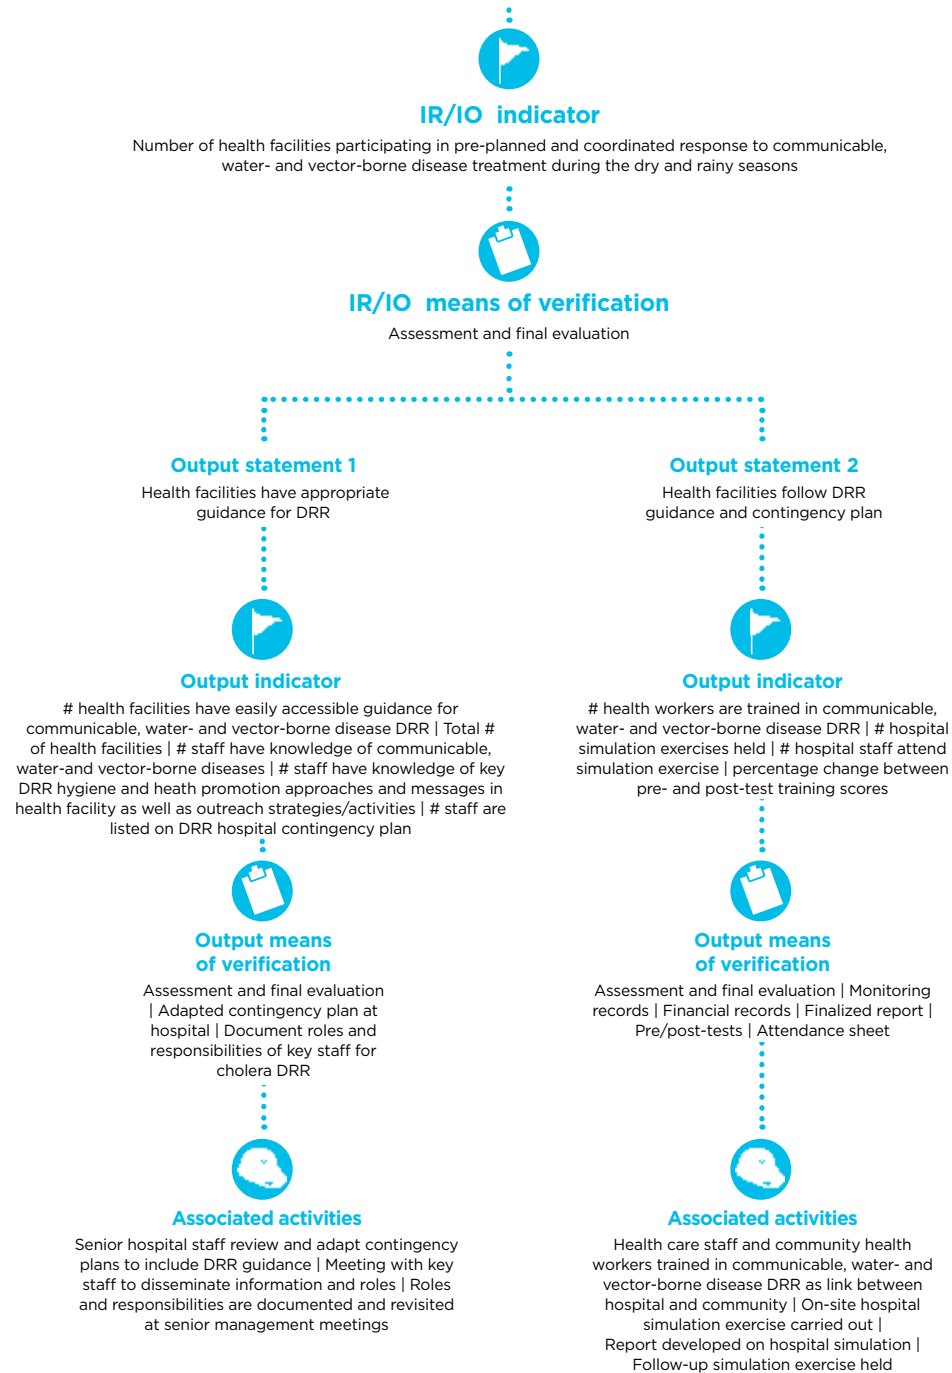 IR/IO indicator
Number of health facilities participating in pre-planned and coordinated response to communicable,
water- and vector-borne disease treatment during the dry and rainy seasons
IR/IO means of verification
Assessment and final evaluation
Output statement 1
Health facilities have appropriate
guidance for DRR
Output indicator
# health facilities have easily accessible guidance for
communicable, water- and vector-borne disease DRR | Total #
of health facilities | # staff have knowledge of communicable,
water-and vector-borne diseases | # staff have knowledge of key
DRR hygiene and heath promotion approaches and messages in
health facility as well as outreach strategies/activities | # staff are
listed on DRR hospital contingency plan
Output means
of verification
Assessment and final evaluation
| Adapted contingency plan at
hospital | Document roles and
responsibilities of key staff for
cholera DRR
Associated activities
Senior hospital staff review and adapt contingency
plans to include DRR guidance | Meeting with key
staff to disseminate information and roles | Roles
and responsibilities are documented and revisited
at senior management meetings
Output statement 2
Health facilities follow DRR
guidance and contingency plan
Output indicator
# health workers are trained in communicable,
water- and vector-borne disease DRR | # hospital
simulation exercises held | # hospital staff attend
simulation exercise | percentage change between
pre- and post-test training scores
Output means
of verification
Assessment and final evaluation | Monitoring
records | Financial records | Finalized report |
Pre/post-tests | Attendance sheet
Associated activities
Health care staff and community health
workers trained in communicable, water- and
vector-borne disease DRR as link between
hospital and community | On-site hospital
simulation exercise carried out |
Report developed on hospital simulation |
Follow-up simulation exercise held